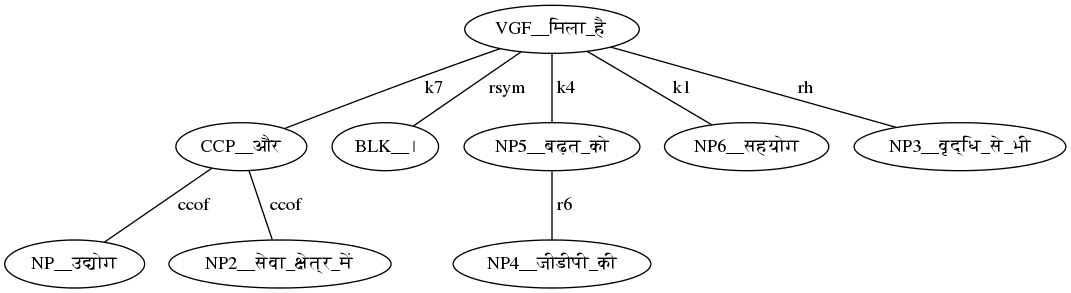 VGF__मिला_है
k7 rsym k4 k1 rh
CCP__और BLK__। NP5__बढ़त_को NP6__सहयोग NP3__वृद्धि_से_भी
ccof ccof r6
NP__उद्योग NP2__सेवा_क्षेत्र_में NP4__जीडीपी_की